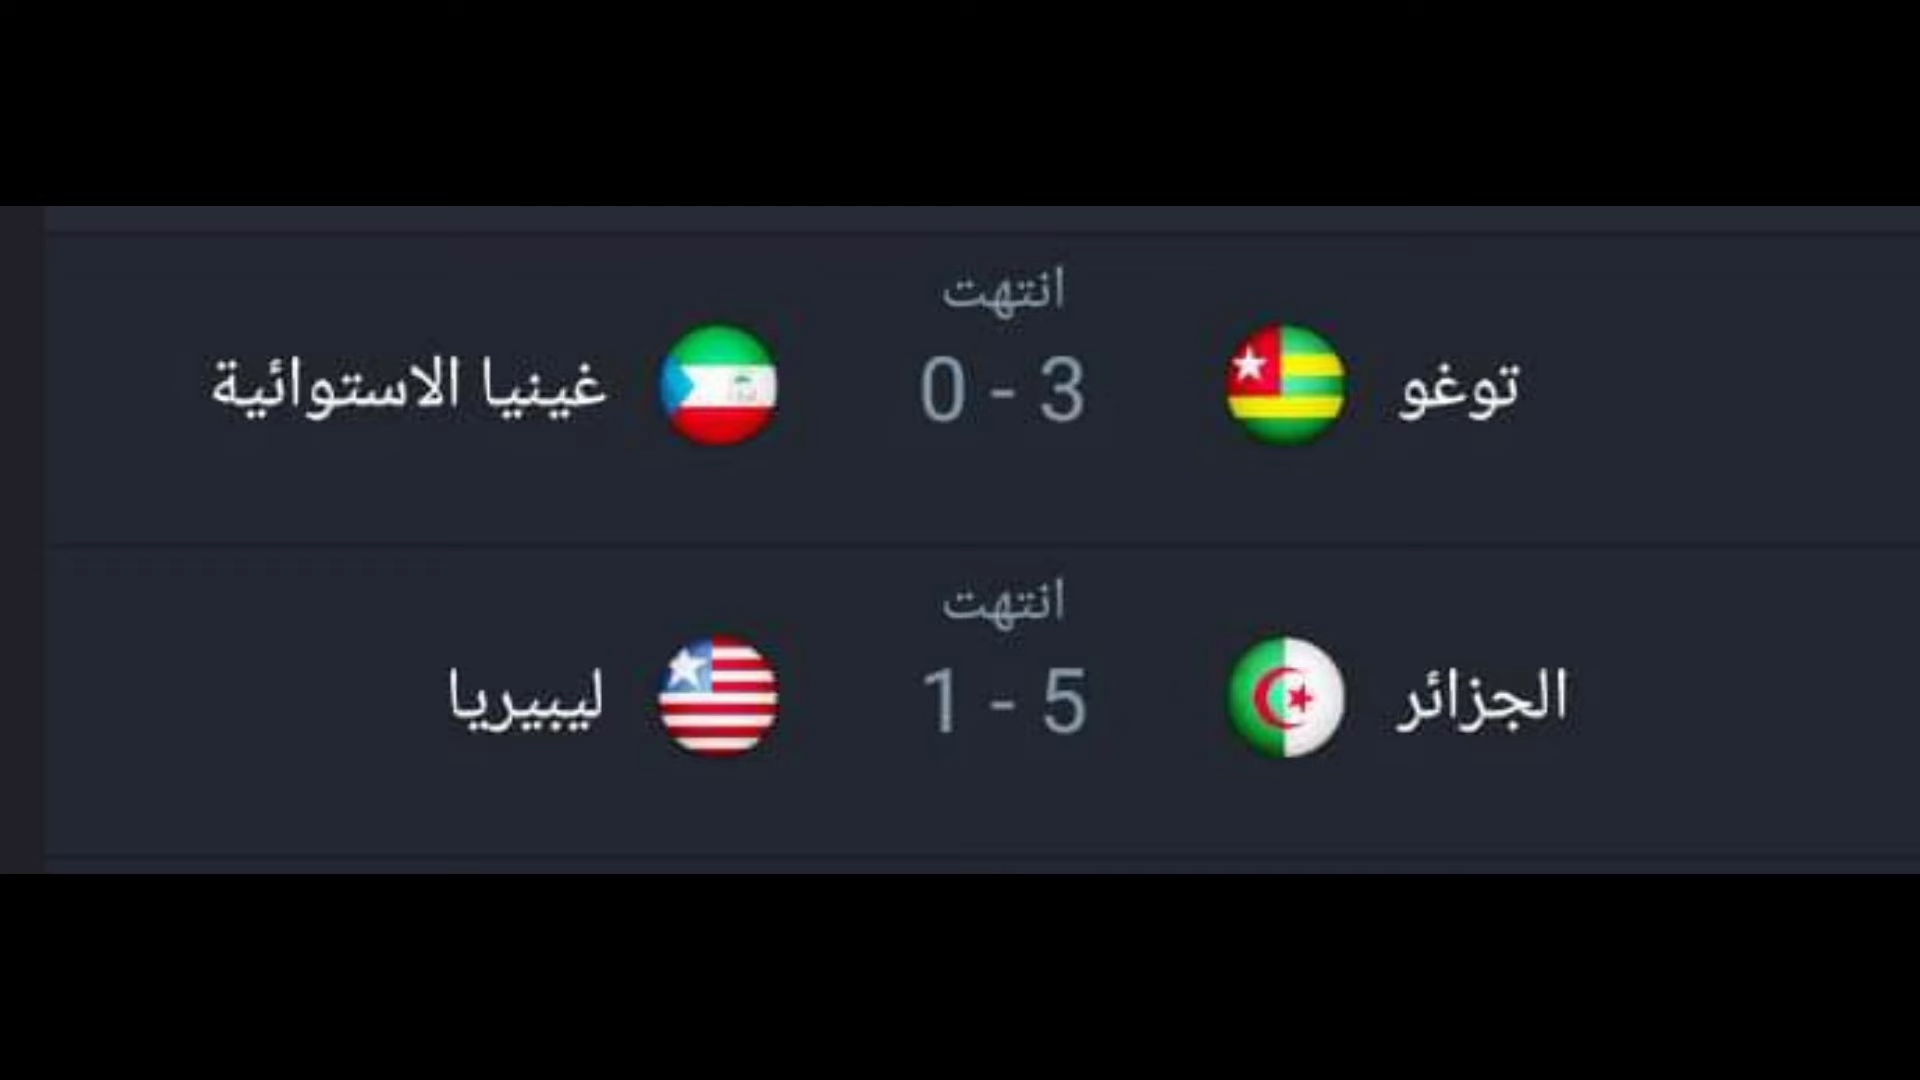 انتهت
توغو 3 - 0 غينيا الاستوائية
انتهت
الجزائر 5 - 1 ليبيريا